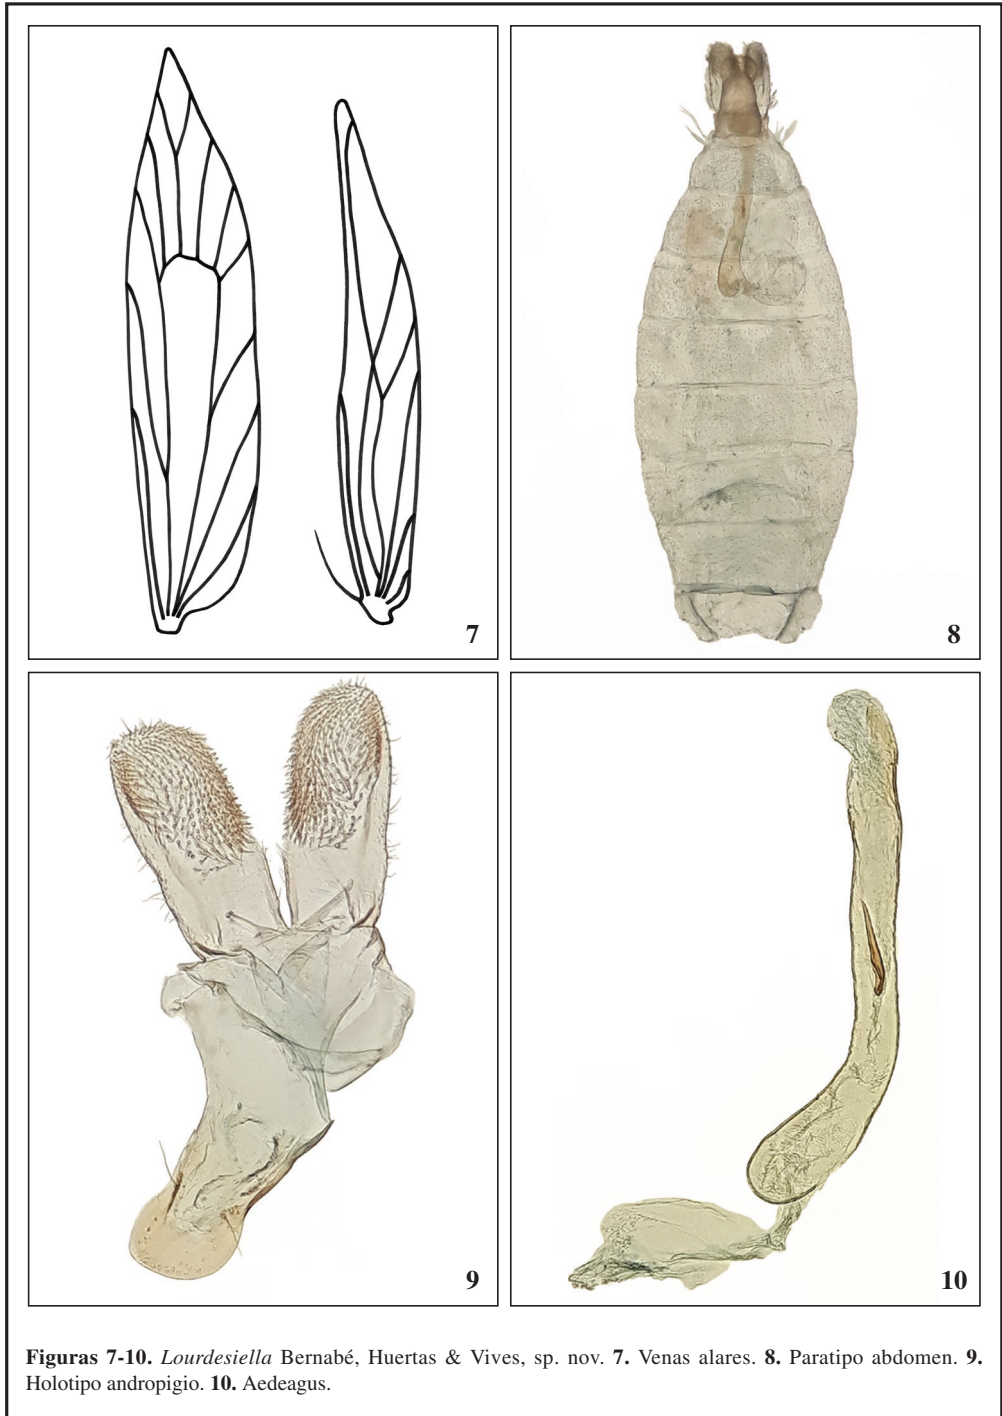 7
8
9
10
Figuras 7-10. Lourdesiella Bernabé, Huertas & Vives, sp. nov. 7. Venas alares. 8. Paratipo abdomen. 9.
Holotipo andropigio. 10. Aedeagus.